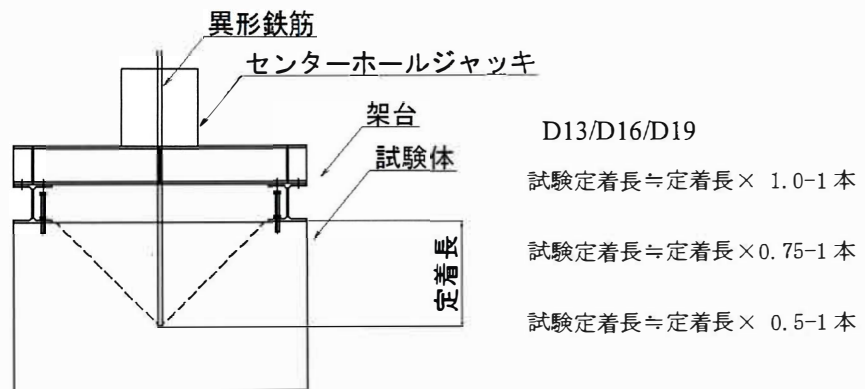 異形鉄筋
センターホールジャッキ
架台
試験体
定着長
D13/D16/D19
試験定着長≒定着長× 1.0-1 本
試験定着長≒定着長×0.75-1 本
試験定着長≒定着長× 0.5-1 本